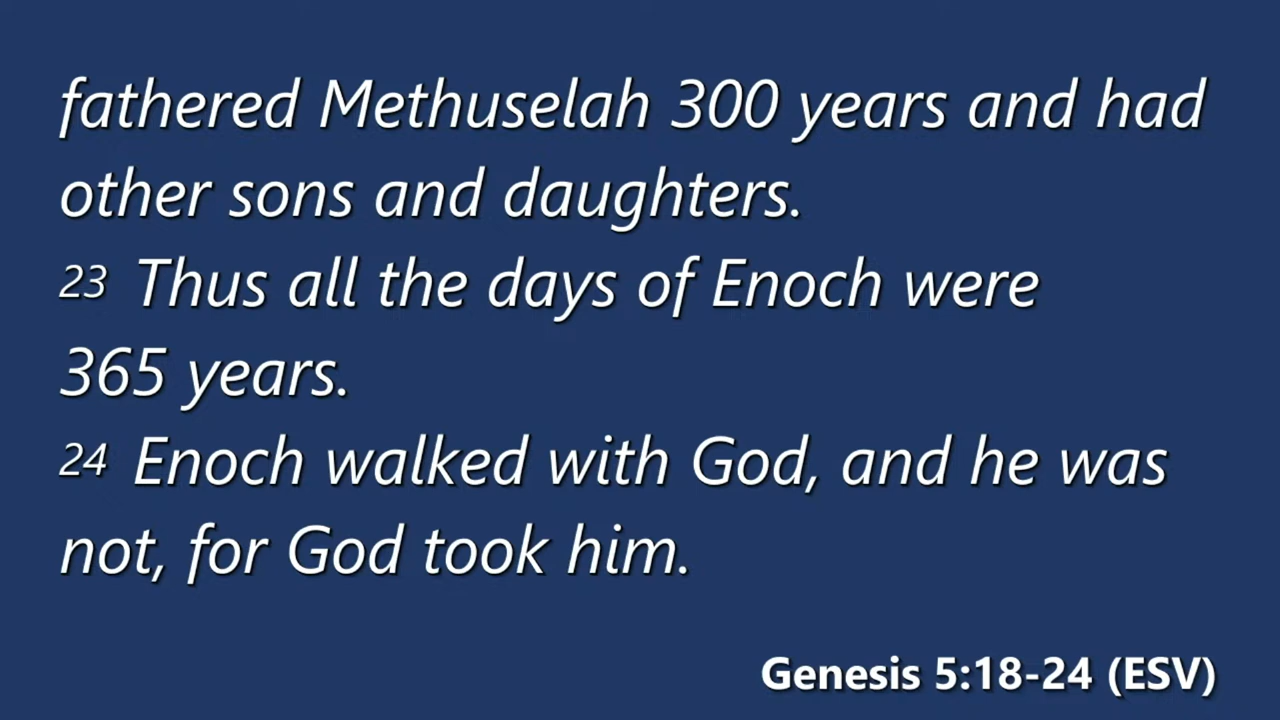 fathered Methuselah 300 years and had
other sons and daughters.
23 Thus all the days of Enoch were
365 years.
24 Enoch walked with God, and he was
not, for God took him.
Genesis 5:18-24 (ESV)